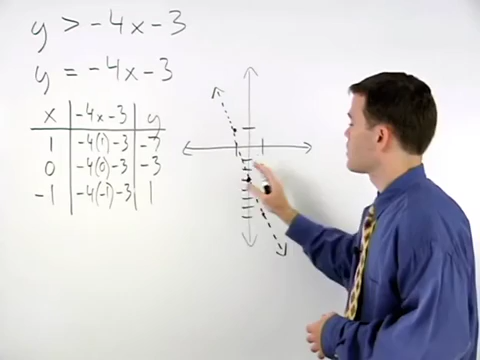 y > -4x-3
y = -4x-3
x -4x-3 y
1 -4(1)-3 -7
0 -4(0)-3 -3
-1 -4(-1)-3 1